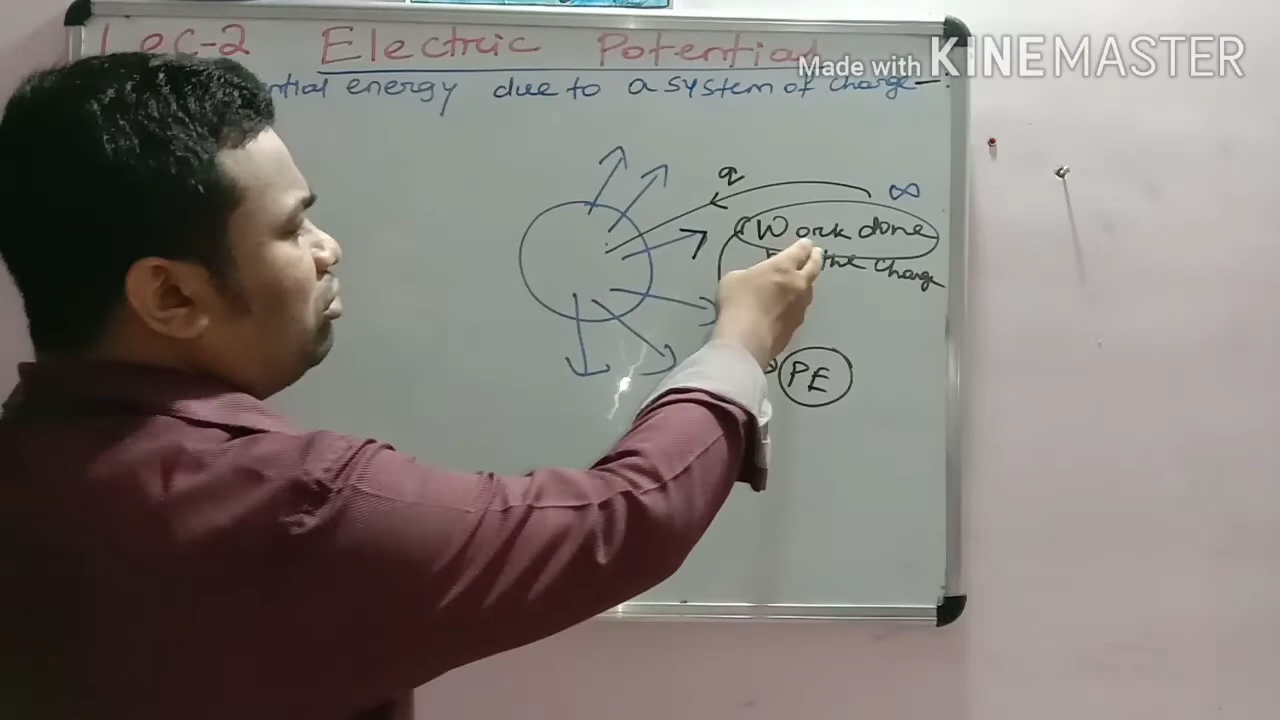 Lec-2 Electric Potential
Made with KINEMASTER
ntial energy due to a system of charge-
q
∞
Work done
the charge
PE